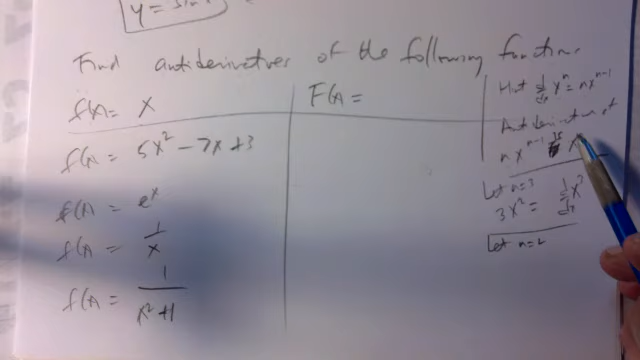 y = sin
Find antiderivatives of the following functions
f(x) = x
F(x) =
f(x) = 5x² - 7x + 3
f(x) = eˣ
f(x) = 1/x
f(x) = 1/(x² + 1)
Hint d/dx xⁿ = nxⁿ⁻¹
Antiderivative of
nxⁿ⁻¹ is x
Let n=3
3x² = d/dx x³
Let n=2